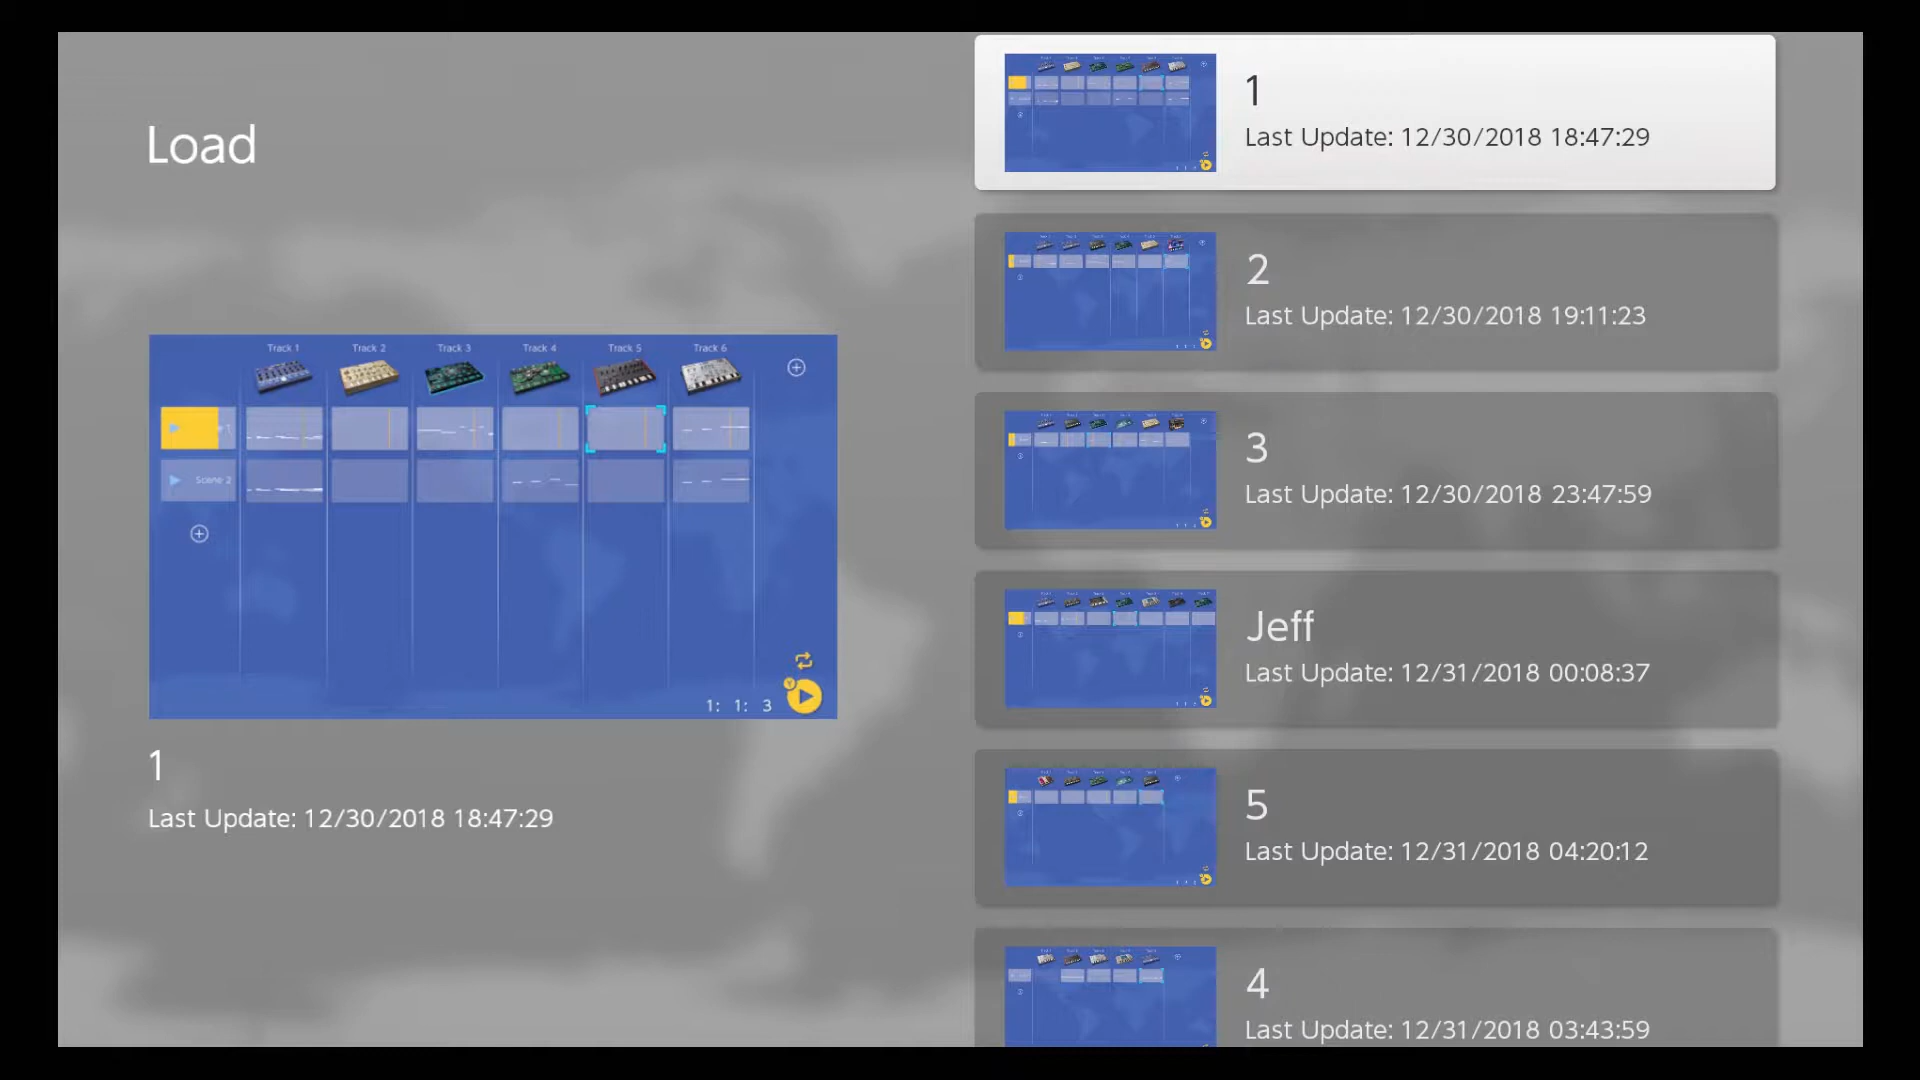 Load
Track 1 Track 2 Track 3 Track 4 Track 5 Track 6
Scene 2
1: 1: 3
Y
1
Last Update: 12/30/2018 18:47:29
1
Last Update: 12/30/2018 18:47:29
2
Last Update: 12/30/2018 19:11:23
3
Last Update: 12/30/2018 23:47:59
Jeff
Last Update: 12/31/2018 00:08:37
5
Last Update: 12/31/2018 04:20:12
4
Last Update: 12/31/2018 03:43:59